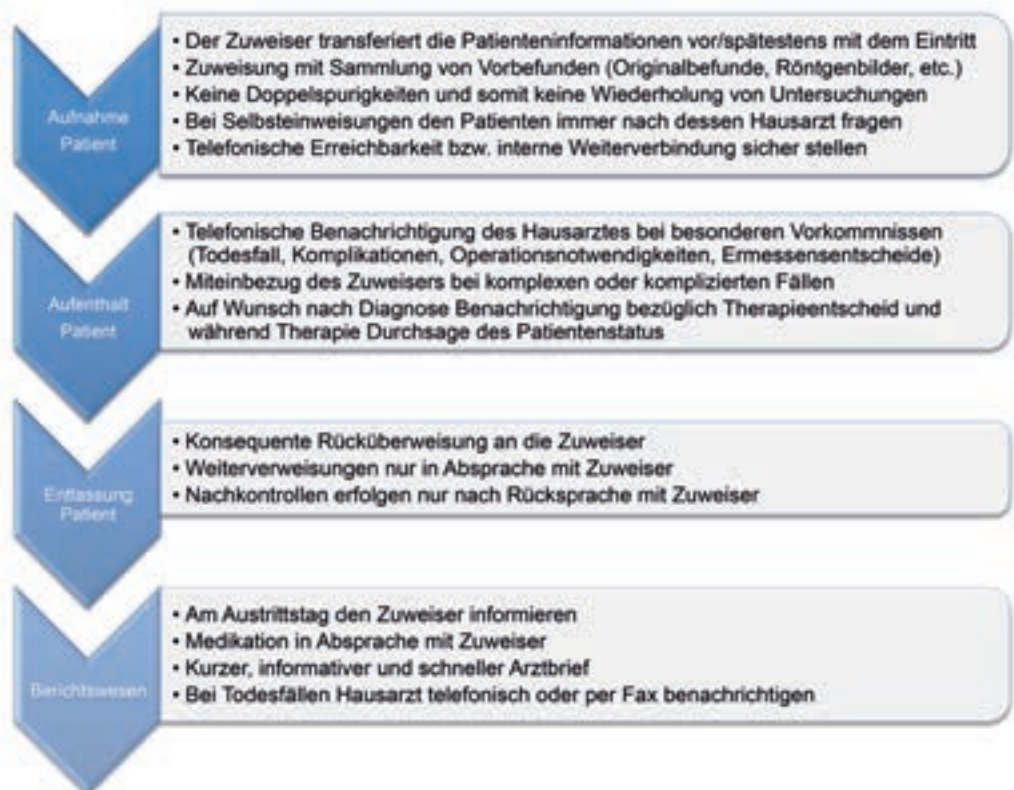 Aufnahme
Patient
• Der Zuweiser transferiert die Patienteninformationen vor/spätestens mit dem Eintritt
• Zuweisung mit Sammlung von Vorbefunden (Originalbefunde, Röntgenbilder, etc.)
• Keine Doppelspurigkeiten und somit keine Wiederholung von Untersuchungen
• Bei Selbsteinweisungen den Patienten immer nach dessen Hausarzt fragen
• Telefonische Erreichbarkeit bzw. interne Weiterverbindung sicher stellen
Aufenthalt
Patient
• Telefonische Benachrichtigung des Hausarztes bei besonderen Vorkommnissen
(Todesfall, Komplikationen, Operationsnotwendigkeiten, Ermessensentscheide)
• Miteinbezug des Zuweisers bei komplexen oder komplizierten Fällen
• Auf Wunsch nach Diagnose Benachrichtigung bezüglich Therapieentscheid und
während Therapie Durchsage des Patientenstatus
Entlassung
Patient
• Konsequente Rücküberweisung an die Zuweiser
• Weiterverweisungen nur in Absprache mit Zuweiser
• Nachkontrollen erfolgen nur nach Rücksprache mit Zuweiser
Berichtswesen
• Am Austrittstag den Zuweiser informieren
• Medikation in Absprache mit Zuweiser
• Kurzer, informativer und schneller Arztbrief
• Bei Todesfällen Hausarzt telefonisch oder per Fax benachrichtigen